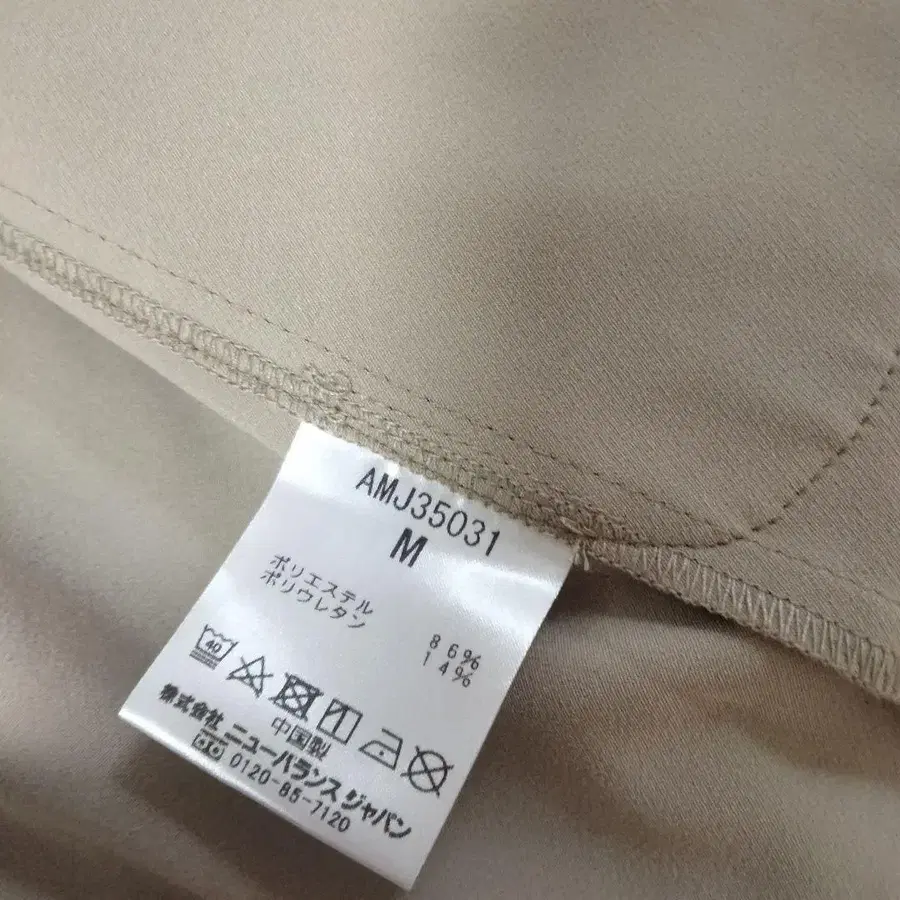 AMJ35031
M
ポリエステル 86%
ポリウレタン 14%
40
中国製
株式会社 ニューバランス ジャパン
0120-85-7120